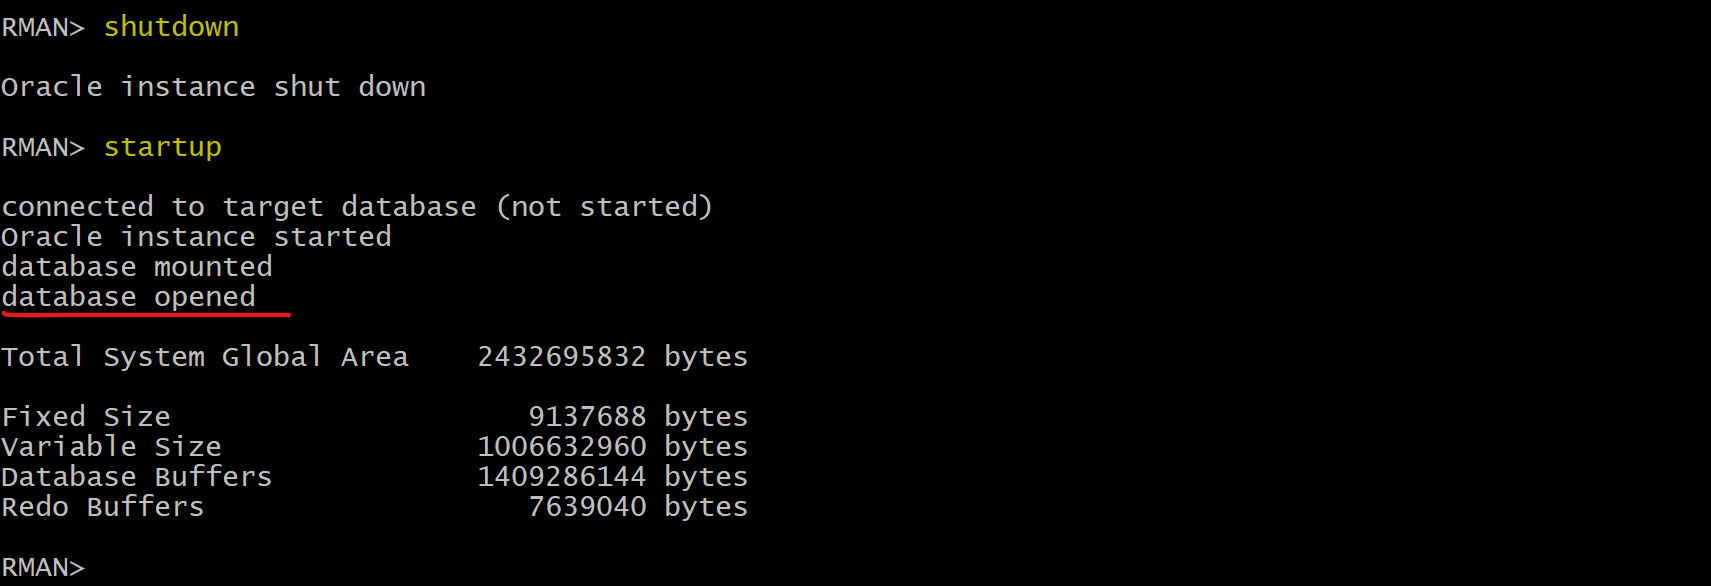 RMAN> shutdown
Oracle instance shut down
RMAN> startup
connected to target database (not started)
Oracle instance started
database mounted
database opened
Total System Global Area    2432695832 bytes
Fixed Size                     9137688 bytes
Variable Size               1006632960 bytes
Database Buffers            1409286144 bytes
Redo Buffers                   7639040 bytes
RMAN>